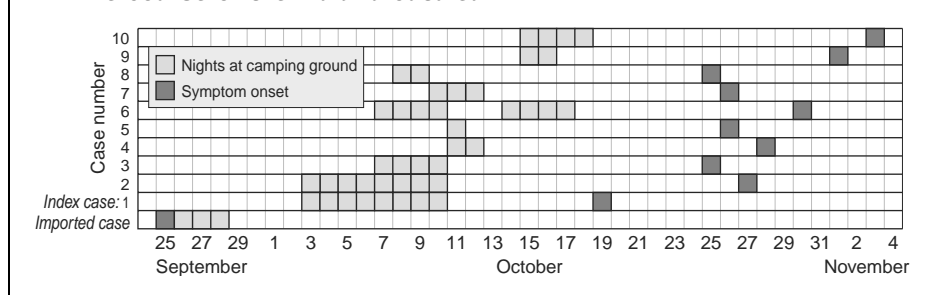 10
9
8
7
6
5
4
3
2
Index case: 1
Imported case
Case number
Nights at camping ground
Symptom onset
25 27 29 1 3 5 7 9 11 13 15 17 19 21 23 25 27 29 31 2 4
September October November